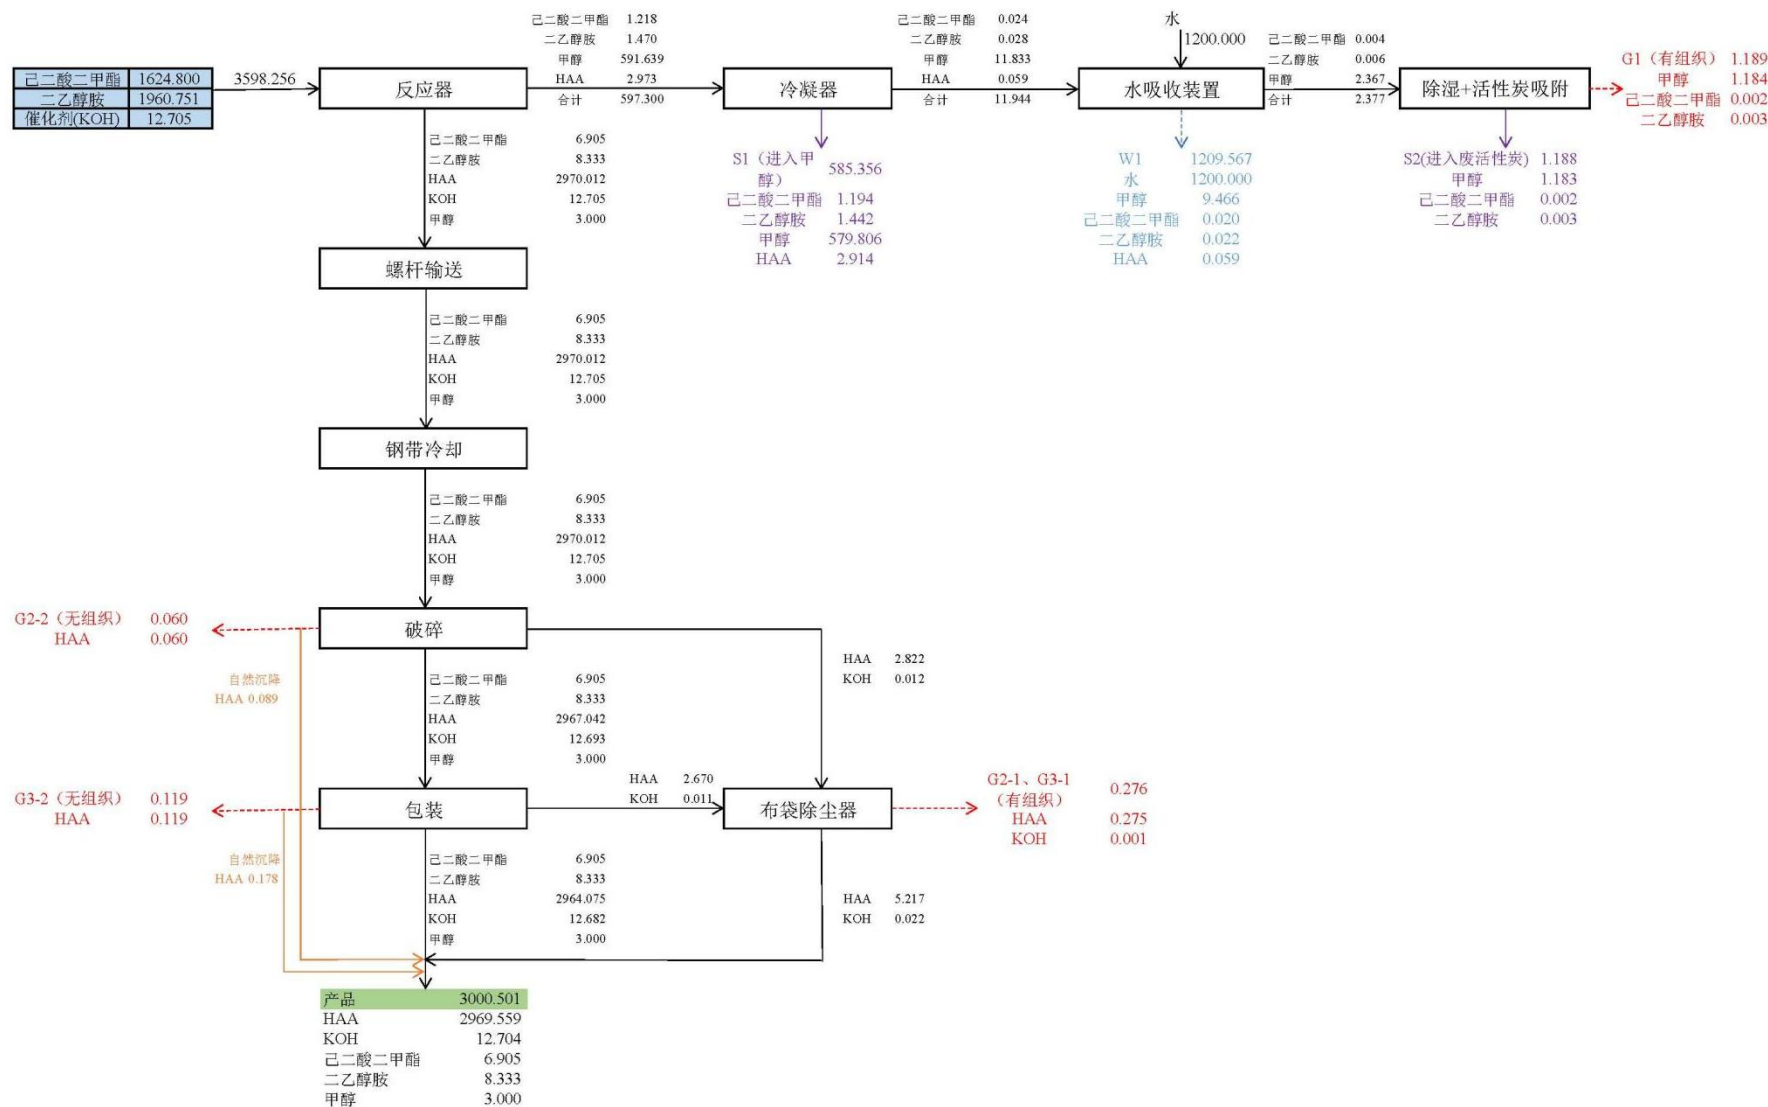 己二酸二甲酯 1624.800
二乙醇胺 1960.751
催化剂(KOH) 12.705
3598.256
反应器
己二酸二甲酯 1.218
二乙醇胺 1.470
甲醇 591.639
HAA 2.973
合计 597.300
冷凝器
己二酸二甲酯 0.024
二乙醇胺 0.028
甲醇 11.833
HAA 0.059
合计 11.944
水
1200.000
水吸收装置
己二酸二甲酯 0.004
二乙醇胺 0.006
甲醇 2.367
合计 2.377
除湿+活性炭吸附
G1（有组织） 1.189
甲醇 1.184
己二酸二甲酯 0.002
二乙醇胺 0.003
S1（进入甲醇） 585.356
己二酸二甲酯 1.194
二乙醇胺 1.442
甲醇 579.806
HAA 2.914
W1 1209.567
水 1200.000
甲醇 9.466
己二酸二甲酯 0.020
二乙醇胺 0.022
HAA 0.059
S2(进入废活性炭) 1.188
甲醇 1.183
己二酸二甲酯 0.002
二乙醇胺 0.003
己二酸二甲酯 6.905
二乙醇胺 8.333
HAA 2970.012
KOH 12.705
甲醇 3.000
螺杆输送
己二酸二甲酯 6.905
二乙醇胺 8.333
HAA 2970.012
KOH 12.705
甲醇 3.000
钢带冷却
己二酸二甲酯 6.905
二乙醇胺 8.333
HAA 2970.012
KOH 12.705
甲醇 3.000
G2-2（无组织） 0.060
HAA 0.060
破碎
自然沉降
HAA 0.089
HAA 2.822
KOH 0.012
己二酸二甲酯 6.905
二乙醇胺 8.333
HAA 2967.042
KOH 12.693
甲醇 3.000
G3-2（无组织） 0.119
HAA 0.119
包装
HAA 2.670
KOH 0.011
布袋除尘器
G2-1、G3-1
（有组织） 0.276
HAA 0.275
KOH 0.001
自然沉降
HAA 0.178
己二酸二甲酯 6.905
二乙醇胺 8.333
HAA 2964.075
KOH 12.682
甲醇 3.000
HAA 5.217
KOH 0.022
产品 3000.501
HAA 2969.559
KOH 12.704
己二酸二甲酯 6.905
二乙醇胺 8.333
甲醇 3.000